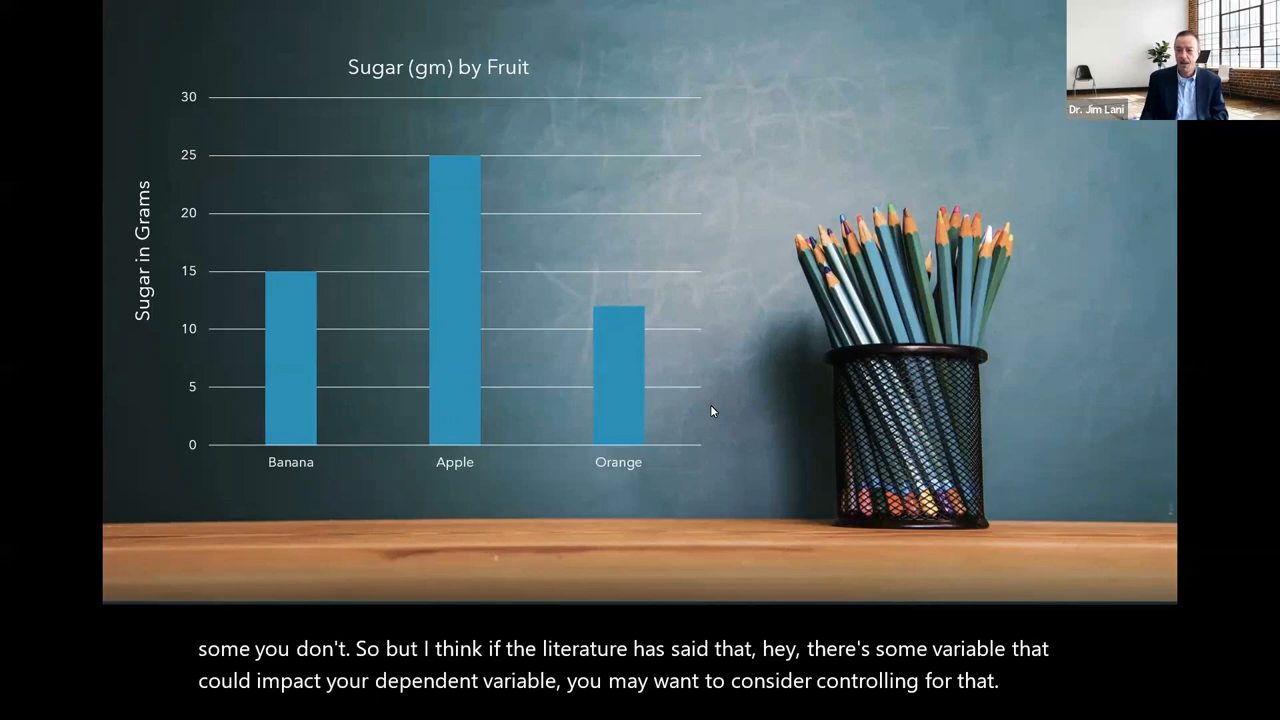 Sugar (gm) by Fruit
Dr. Jim Lani
30
25
20
15
10
5
0
Sugar in Grams
Banana Apple Orange
some you don't. So but I think if the literature has said that, hey, there's some variable that
could impact your dependent variable, you may want to consider controlling for that.